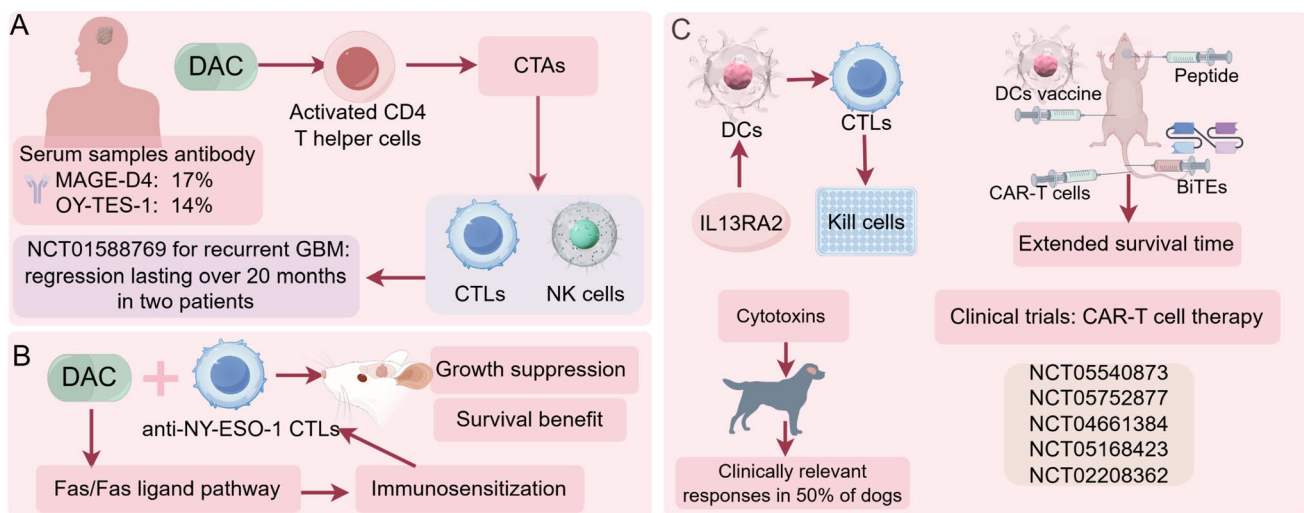 A
DAC
Activated CD4
T helper cells
CTAs
Serum samples antibody
MAGE-D4: 17%
OY-TES-1: 14%
NCT01588769 for recurrent GBM:
regression lasting over 20 months
in two patients
CTLs
NK cells
B
DAC
anti-NY-ESO-1 CTLs
Growth suppression
Survival benefit
Fas/Fas ligand pathway
Immunosensitization
C
DCs
CTLs
IL13RA2
Kill cells
Peptide
DCs vaccine
CAR-T cells
BiTEs
Extended survival time
Cytotoxins
Clinically relevant
responses in 50% of dogs
Clinical trials: CAR-T cell therapy
NCT05540873
NCT05752877
NCT04661384
NCT05168423
NCT02208362